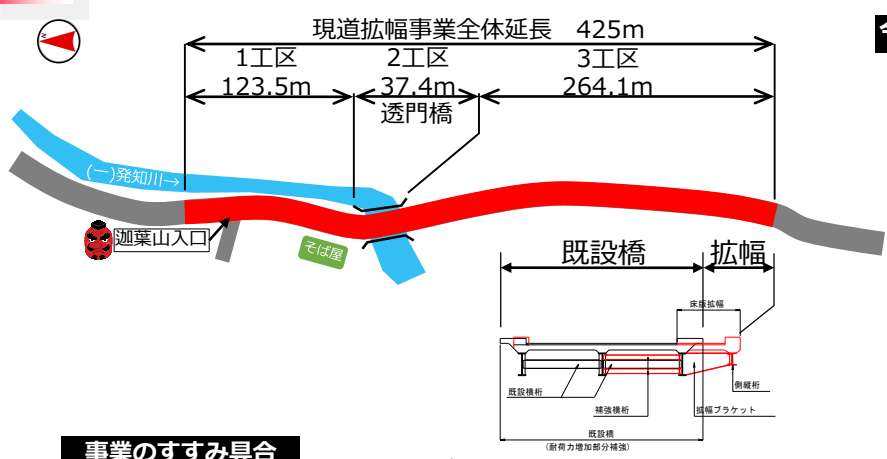 現道拡幅事業全体延長 425m
1工区
123.5m
2工区
37.4m
透門橋
3工区
264.1m
N
(一)発知川→
迦葉山入口
そば屋
既設橋
拡幅
床版拡幅
既設横桁
補強横桁
側縦桁
拡幅ブラケット
既設橋
(耐荷力増加部分補強)
事業のすすみ具合